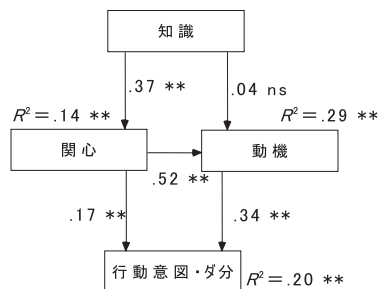 知識
.37 **
.04 ns
R²=.14 **
R²=.29 **
関心
動機
.52 **
.17 **
.34 **
行動意図・ダ分
R²=.20 **